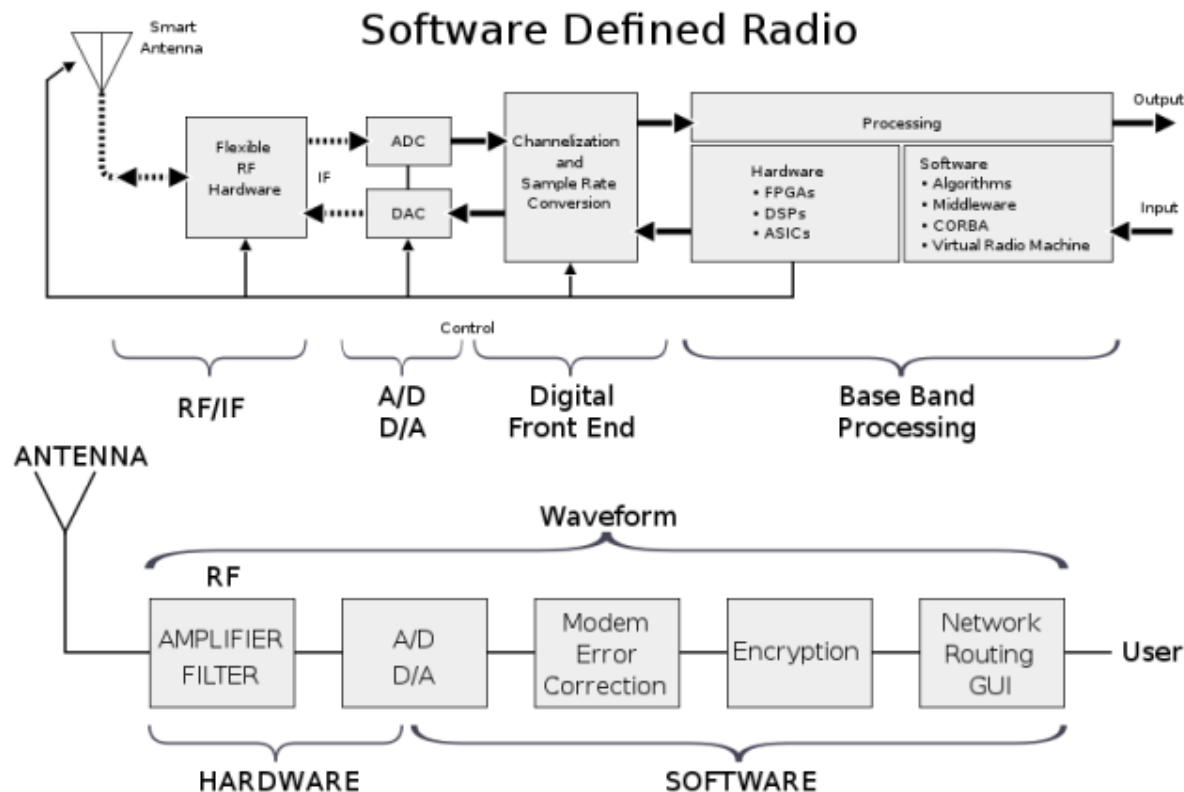 Software Defined Radio
Smart
Antenna
Flexible
RF
Hardware
IF
ADC
DAC
Channelization
and
Sample Rate
Conversion
Processing
Hardware
• FPGAs
• DSPs
• ASICs
Software
• Algorithms
• Middleware
• CORBA
• Virtual Radio Machine
Output
Input
Control
RF/IF
A/D
D/A
Digital
Front End
Base Band
Processing
ANTENNA
Waveform
RF
AMPLIFIER
FILTER
A/D
D/A
Modem
Error
Correction
Encryption
Network
Routing
GUI
User
HARDWARE
SOFTWARE